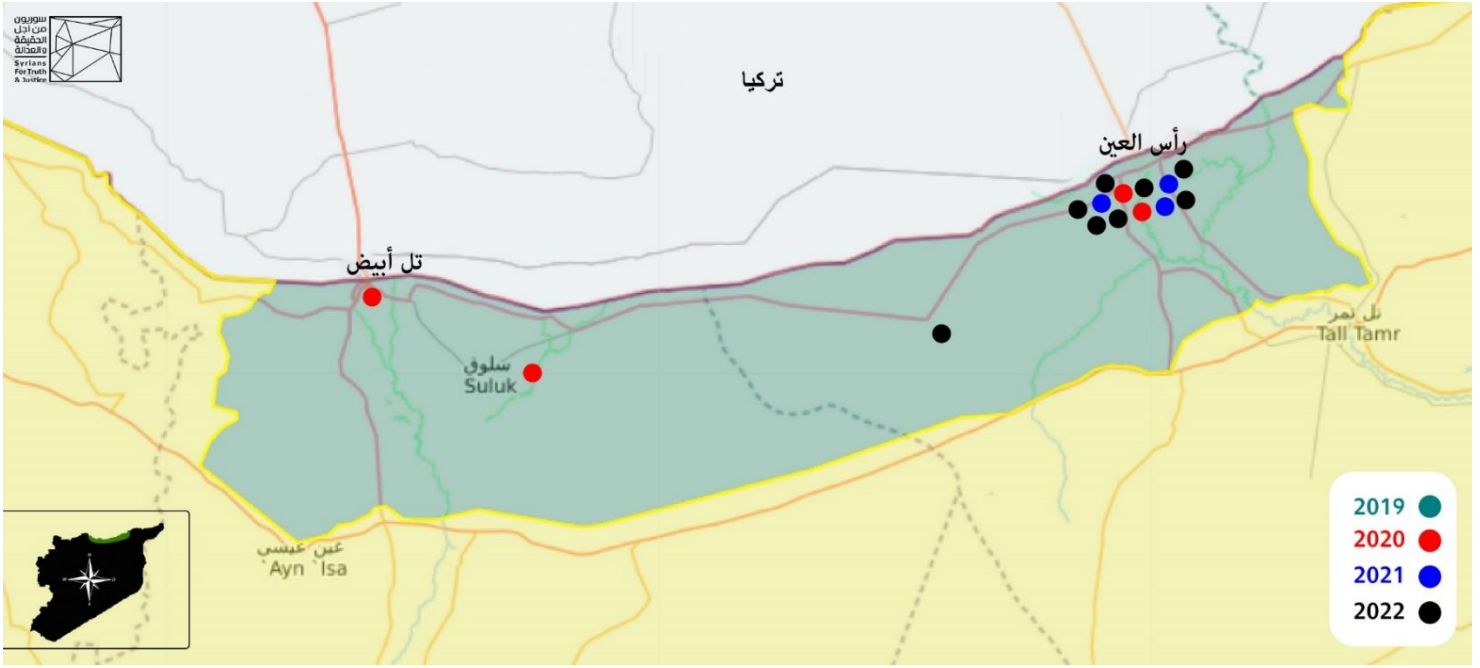 سوريون
من أجل
الحقيقة
والعدالة
Syrians
For Truth
& Justice
تركيا
رأس العين
تل أبيض
تل تمر
Tall Tamr
سلوق
Suluk
عين عيسى
`Ayn `Isa
2019
2020
2021
2022